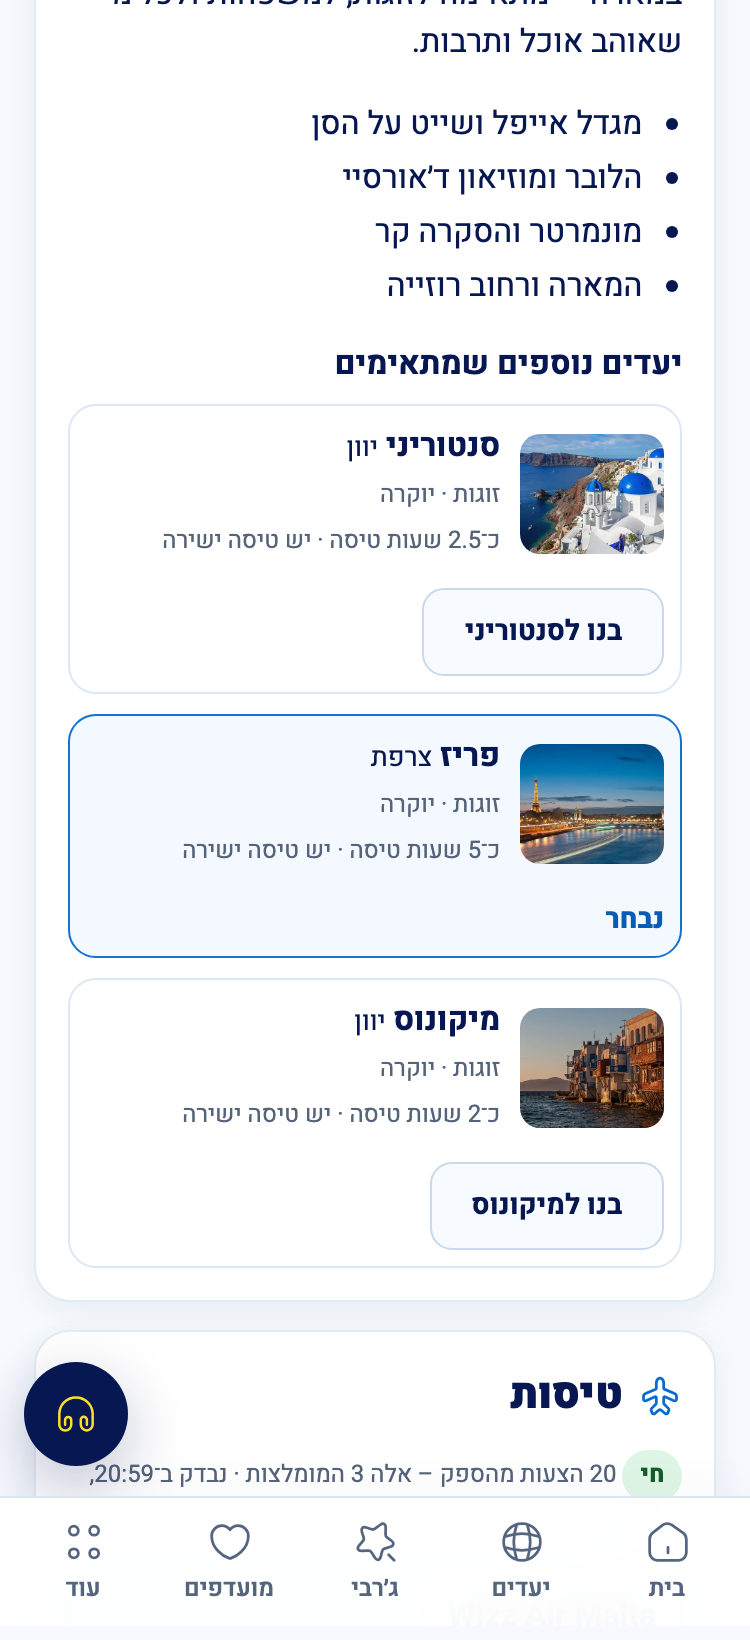 שאוהב אוכל ותרבות.
מגדל אייפל ושייט על הסן
הלובר ומוזיאון ד׳אורסיי
מונמרטר והסקרה קר
המארה ורחוב רוזייה
יעדים נוספים שמתאימים
סנטוריני יוון
זוגות · יוקרה
כ־2.5 שעות טיסה · יש טיסה ישירה
בנו לסנטוריני
פריז צרפת
זוגות · יוקרה
כ־5 שעות טיסה · יש טיסה ישירה
נבחר
מיקונוס יוון
זוגות · יוקרה
כ־2 שעות טיסה · יש טיסה ישירה
בנו למיקונוס
טיסות
חי 20 הצעות מהספק – אלה 3 המומלצות · נבדק ב־20:59,
Wizz Air Malta
בית
יעדים
ג׳רבי
מועדפים
עוד